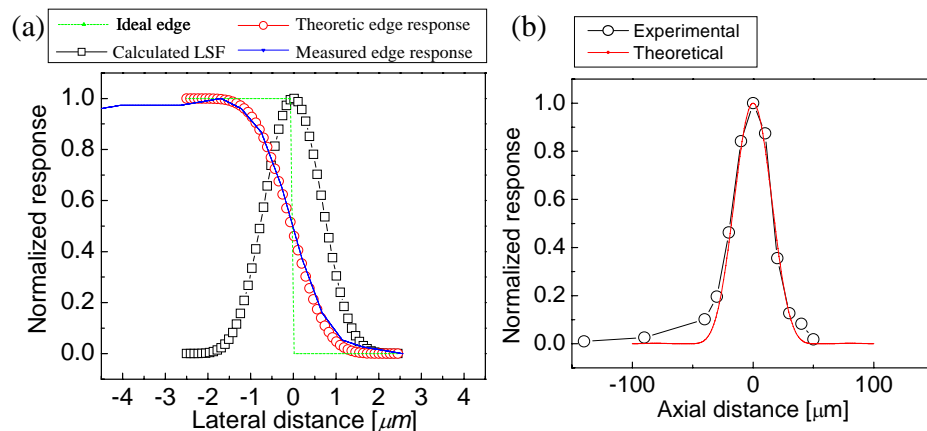 (a)
Ideal edge
Theoretic edge response
Calculated LSF
Measured edge response
Normalized response
1.0
0.8
0.6
0.4
0.2
0.0
-4 -3 -2 -1 0 1 2 3 4
Lateral distance [μm]
(b)
Experimental
Theoretical
Normalized response
1.0
0.8
0.6
0.4
0.2
0.0
-100 0 100
Axial distance [μm]